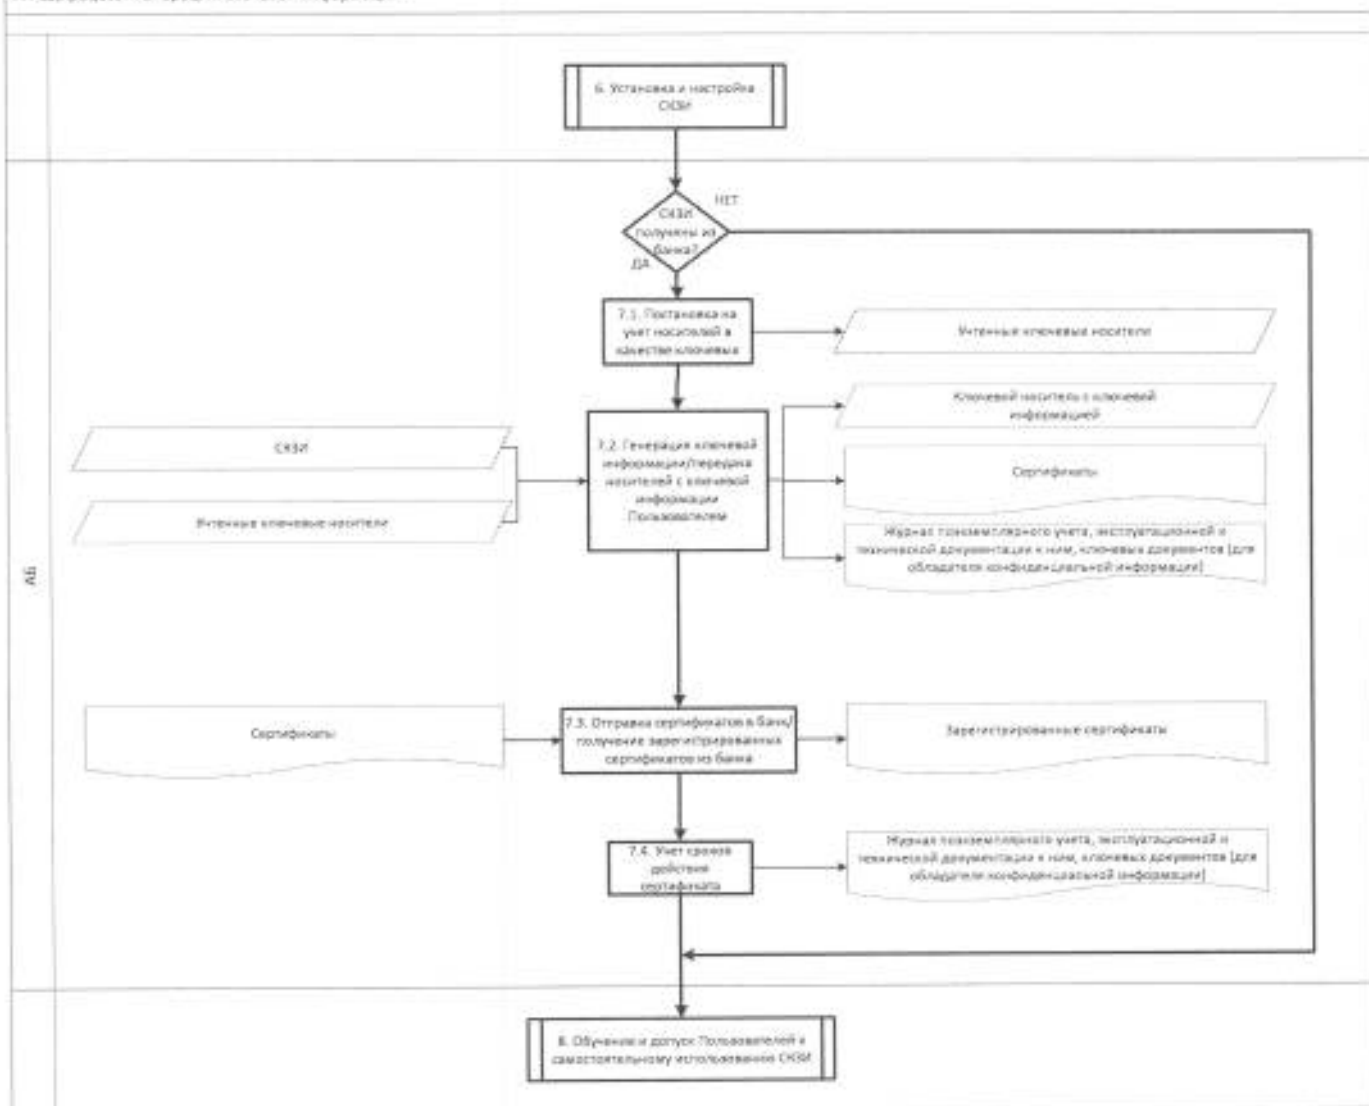 6. Установка и настройка
СКЗИ
НЕТ
СКЗИ
получены из
банка?
ДА
7.1. Постановка на
учет носителей в
качестве ключевых
Учтенные ключевых носители
Ключевой носитель с ключевой
информацией
7.2. Генерация ключевой
информации/передача
носителей с ключевой
информации
Пользователем
СКЗИ
Сертификаты
Учтенные ключевые носители
Журнал поэкземплярного учета, эксплуатационной и
технической документации к ним, ключевых документов (для
обладателя конфиденциальной информации)
АБ
Сертификаты
7.3. Отправка сертификатов в банк/
получение зарегистрированных
сертификатов из банка
Зарегистрированные сертификаты
7.4. Учет сроков
действия
сертификата
Журнал поэкземплярного учета, эксплуатационной и
технической документации к ним, ключевых документов (для
обладателя конфиденциальной информации)
8. Обучение и допуск Пользователей к
самостоятельному использованию СКЗИ